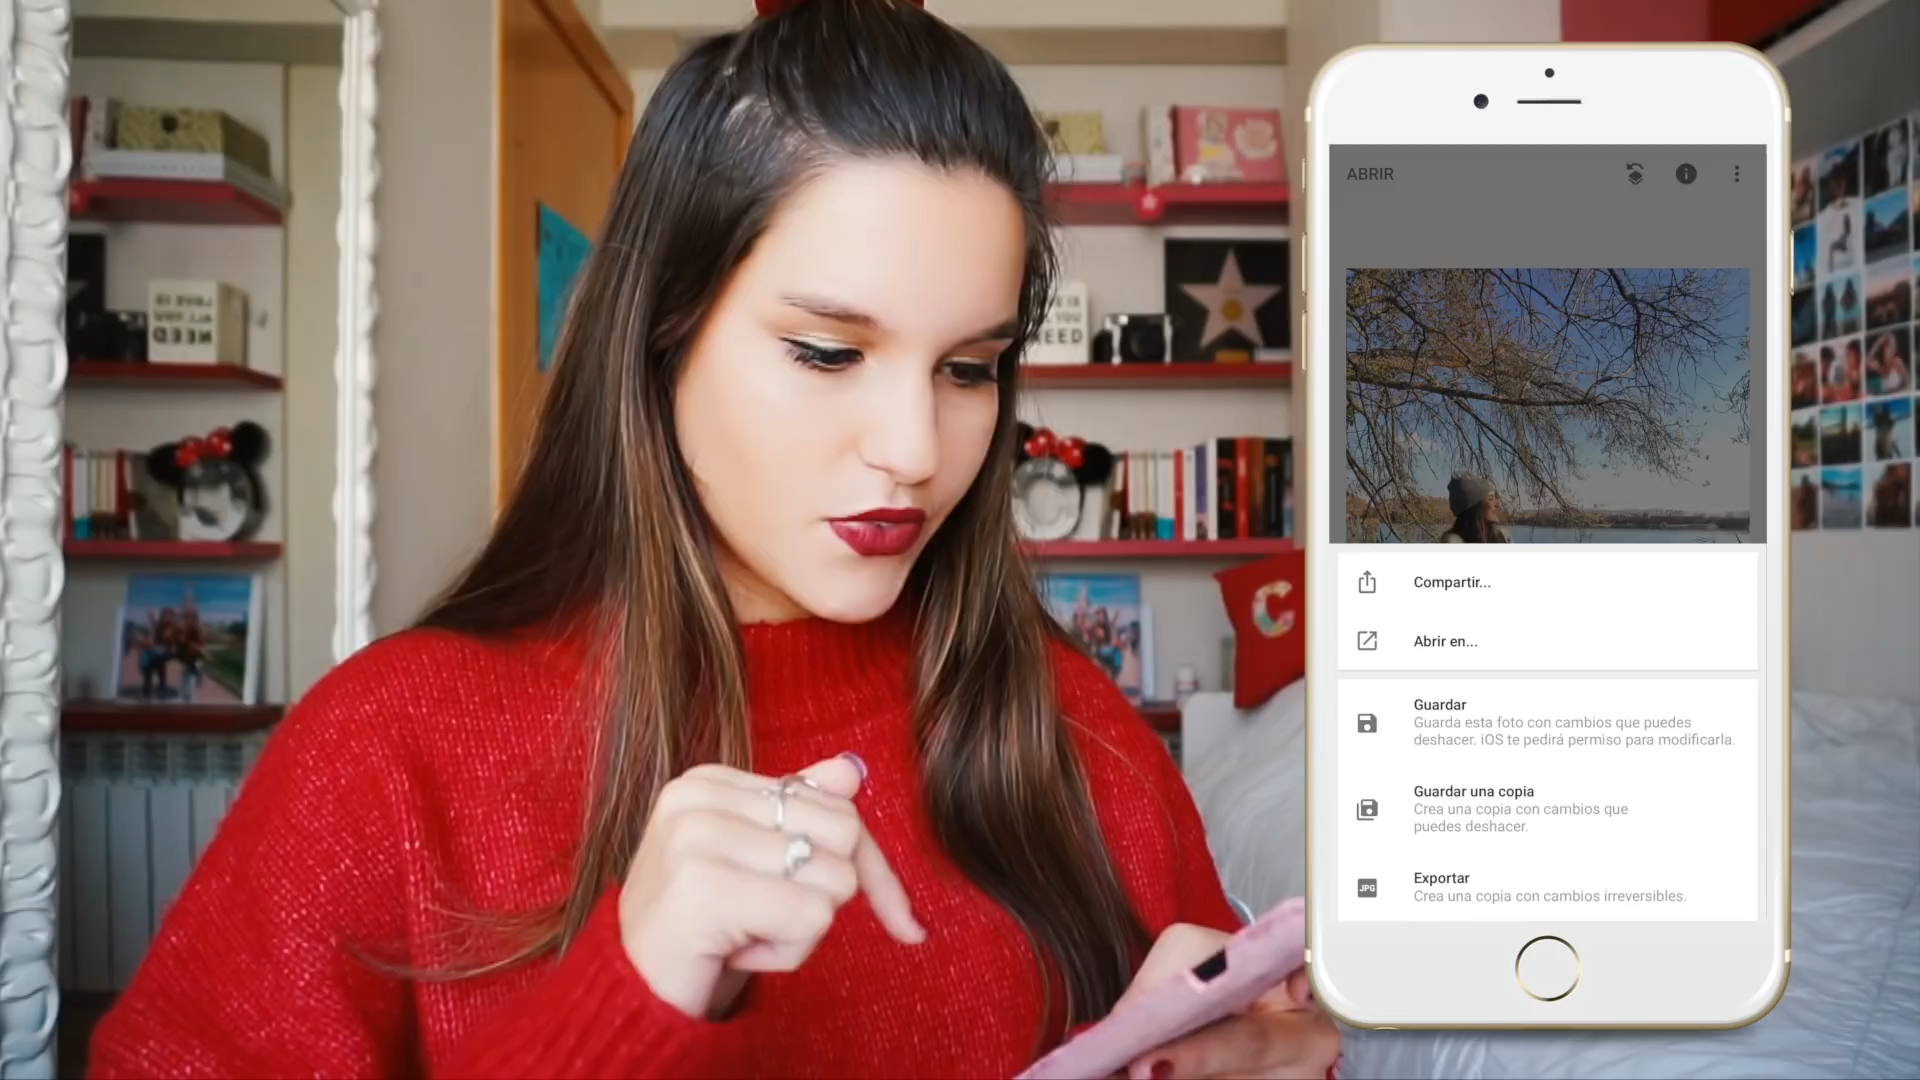 ABRIR
Compartir...
Abrir en...
Guardar
Guarda esta foto con cambios que puedes
deshacer. iOS te pedirá permiso para modificarla.
Guardar una copia
Crea una copia con cambios que
puedes deshacer.
JPG
Exportar
Crea una copia con cambios irreversibles.
NEED
C